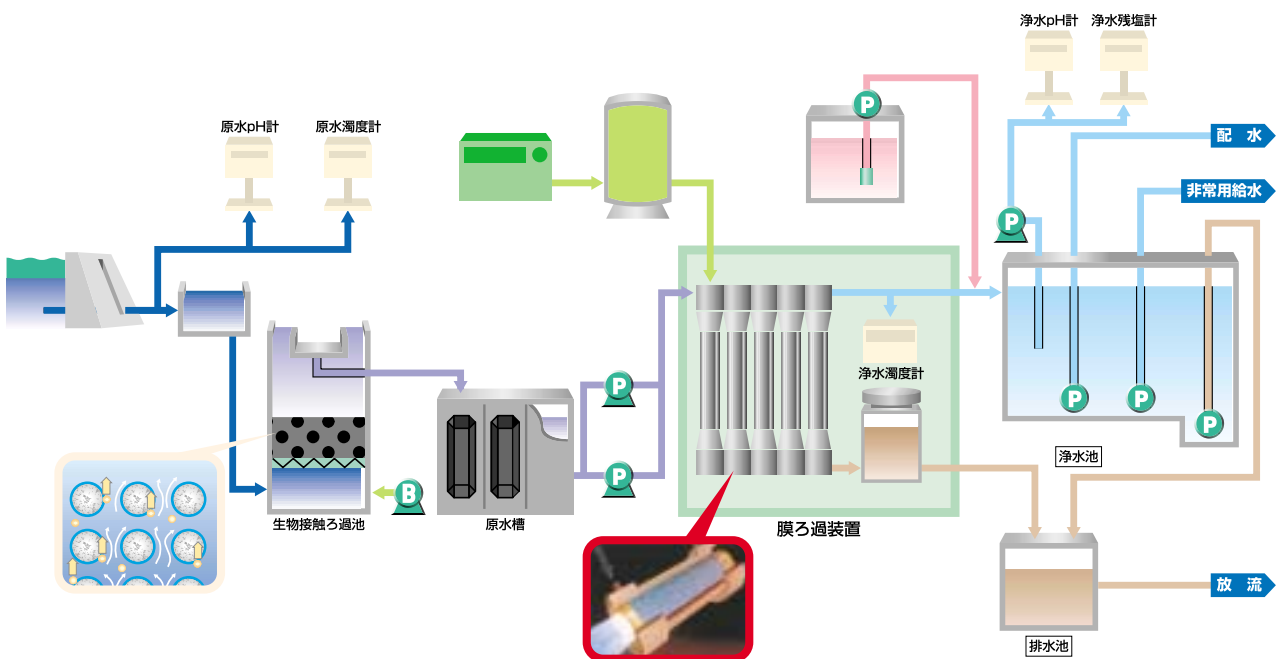 浄水pH計
浄水残塩計
P
原水pH計
原水濁度計
配水
非常用給水
P
浄水濁度計
P
P
P
P
P
浄水池
B
生物接触ろ過池
原水槽
膜ろ過装置
放流
排水池